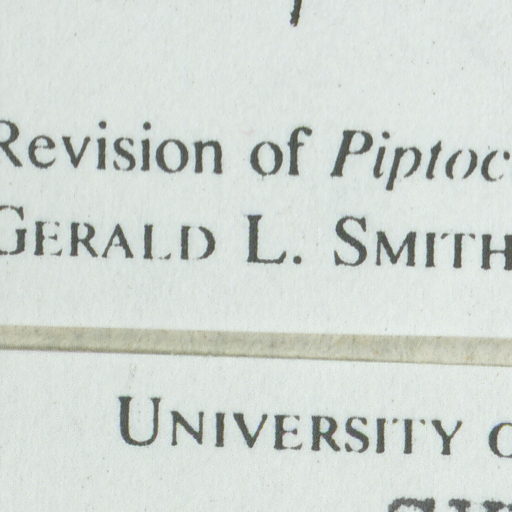 Revision of Piptoc
GERALD L. SMITH
UNIVERSITY